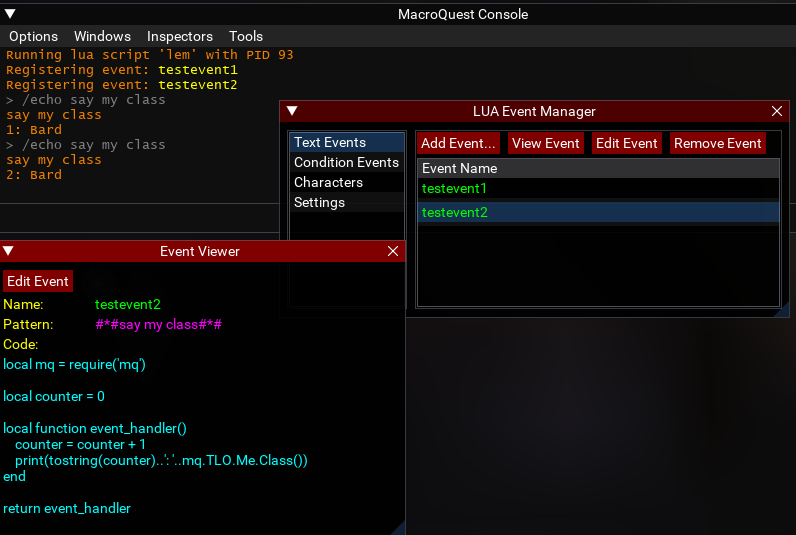 MacroQuest Console
Options Windows Inspectors Tools
Running lua script 'lem' with PID 93
Registering event: testevent1
Registering event: testevent2
> /echo say my class
say my class
1: Bard
> /echo say my class
say my class
2: Bard
LUA Event Manager
Text Events
Condition Events
Characters
Settings
Add Event... View Event Edit Event Remove Event
Event Name
testevent1
testevent2
Event Viewer
Edit Event
Name: testevent2
Pattern: #*#say my class#*#
Code:
local mq = require('mq')
local counter = 0
local function event_handler()
counter = counter + 1
print(tostring(counter)..': '..mq.TLO.Me.Class())
end
return event_handler